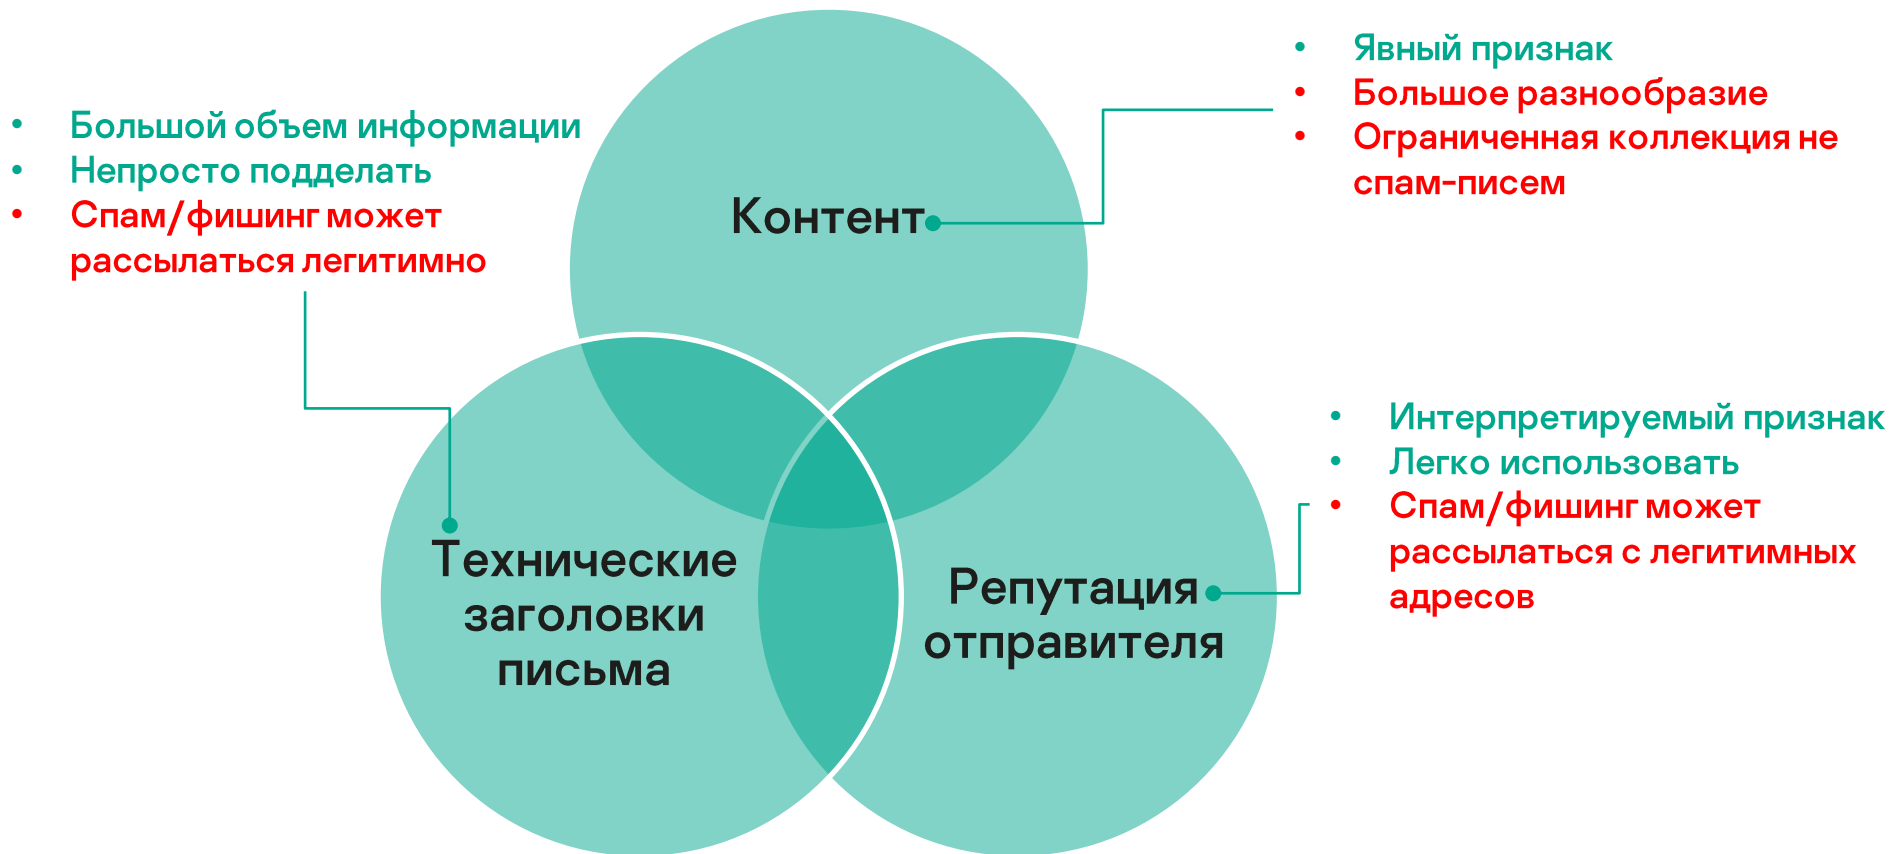 • Большой объем информации
• Непросто подделать
• Спам/фишинг может
рассылаться легитимно
Контент
• Явный признак
• Большое разнообразие
• Ограниченная коллекция не
спам-писем
Технические
заголовки
письма
Репутация
отправителя
• Интерпретируемый признак
• Легко использовать
• Спам/фишинг может
рассылаться с легитимных
адресов